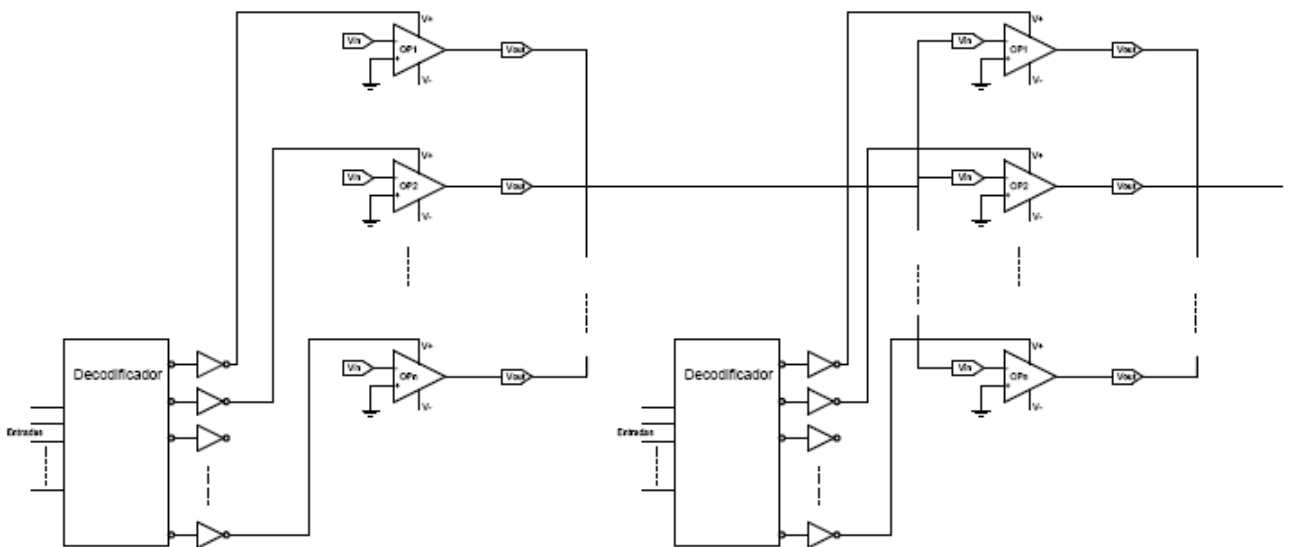 V+
Vin
OP1
Vout
V-
V+
Vin
OP2
Vout
V-
V+
Vin
OPn
Vout
V-
Decodificador
Entradas
V+
Vin
OP1
Vout
V-
V+
Vin
OP2
Vout
V-
V+
Vin
OPn
Vout
V-
Decodificador
Entradas